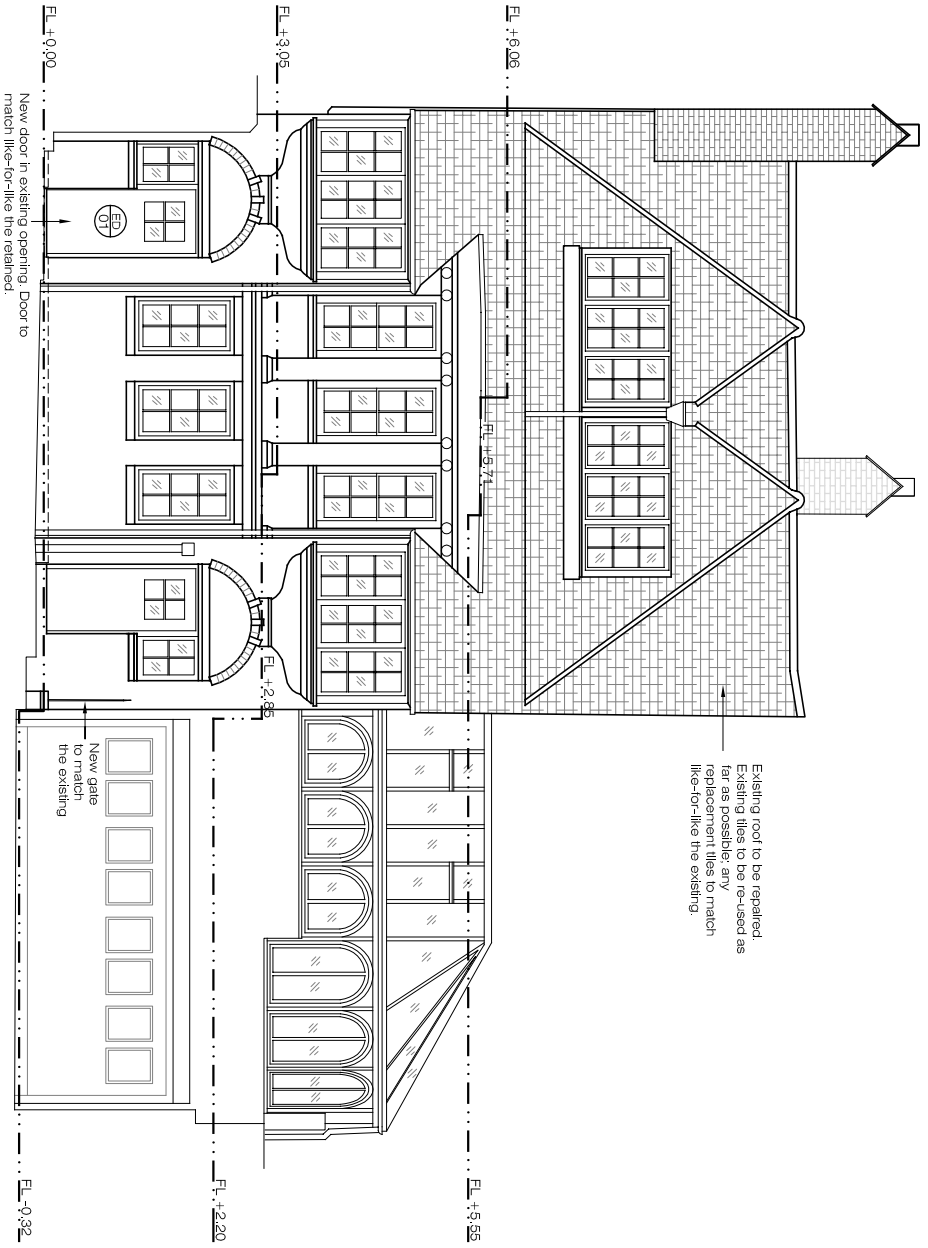 FL +6.06
FL +5.71
FL +5.55
FL +3.05
FL +2.85
FL +2.20
FL +0.00
FL -0.32
Existing roof to be repaired.
Existing tiles to be re-used as
far as possible; any
replacement tiles to match
like-for-like the existing.
ED
01
New door in existing opening. Door to
match like-for-like the retained.
New gate
to match
the existing